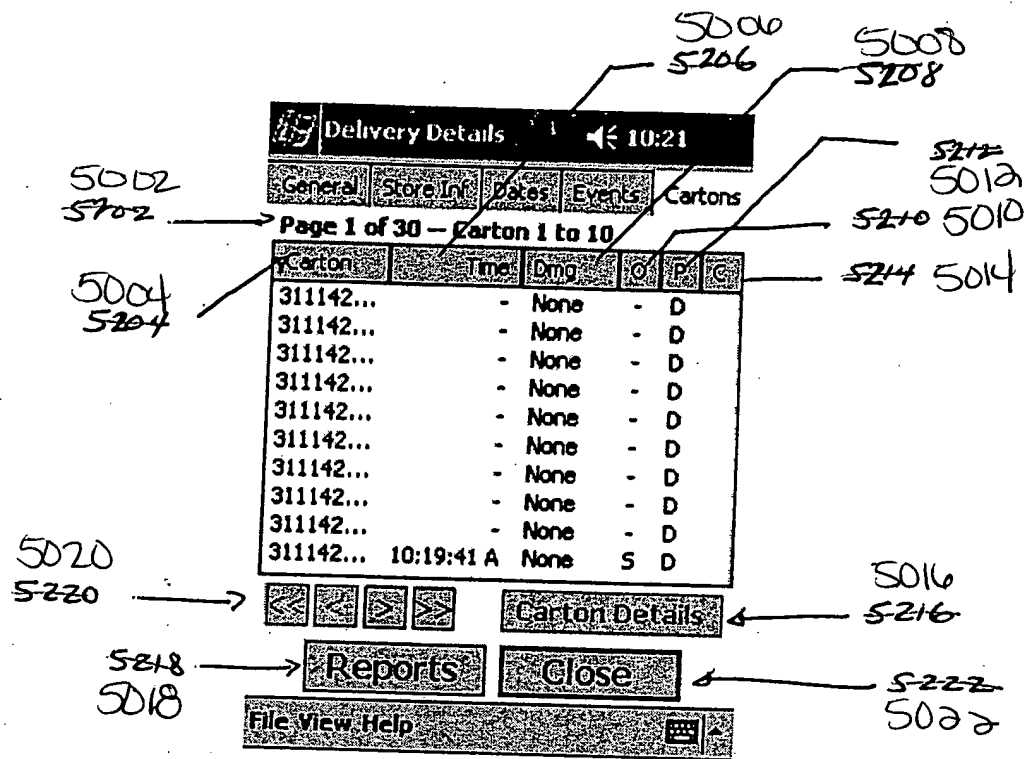 5006
5206
5008
5208
Delivery Details 10:21
5212
5012
5002
5202
General Store Inf Dates Events Cartons
5210 5010
Page 1 of 30 – Carton 1 to 10
Carton Time Dmg O P C
5214 5014
5004
5204
311142... - None - D
311142... - None - D
311142... - None - D
311142... - None - D
311142... - None - D
311142... - None - D
311142... - None - D
311142... - None - D
311142... - None - D
311142... 10:19:41 A None S D
5020
5220
<< < > >> Carton Details
5016
5216
5218
5018
Reports Close
5222
5022
File View Help